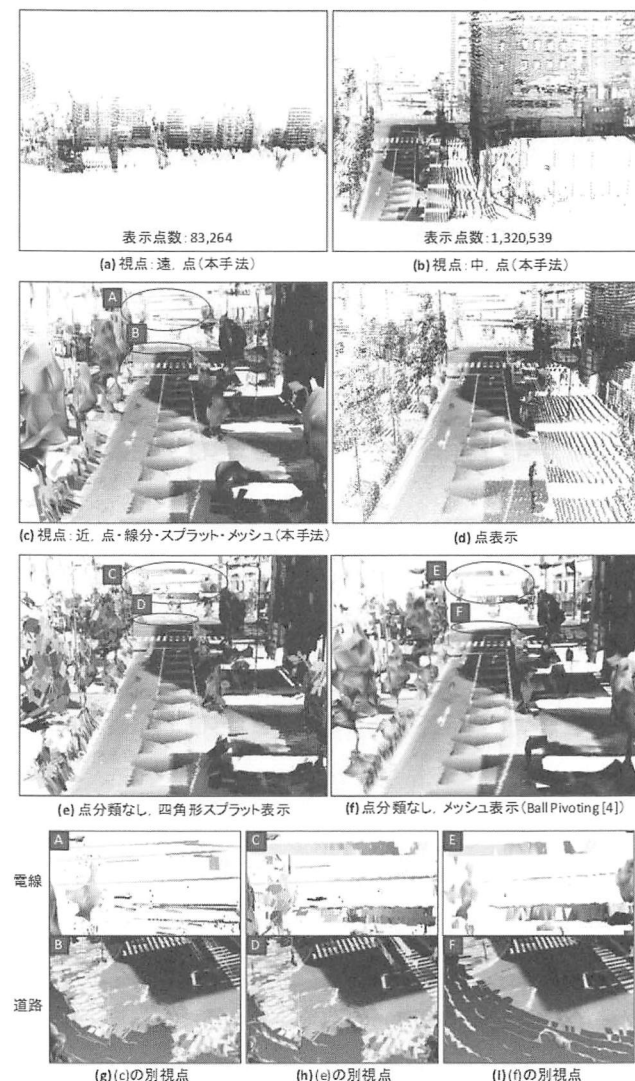 表示点数：83,264
表示点数：1,320,539
(a) 視点：遠，点（本手法）
(b) 視点：中，点（本手法）
A
B
(c) 視点：近，点・線分・スプラット・メッシュ（本手法）
(d) 点表示
C
D
E
F
(e) 点分類なし，四角形スプラット表示
(f) 点分類なし，メッシュ表示（Ball Pivoting[4]）
電線
A
C
E
道路
B
D
F
(g)(c)の別視点
(h)(e)の別視点
(i)(f)の別視点